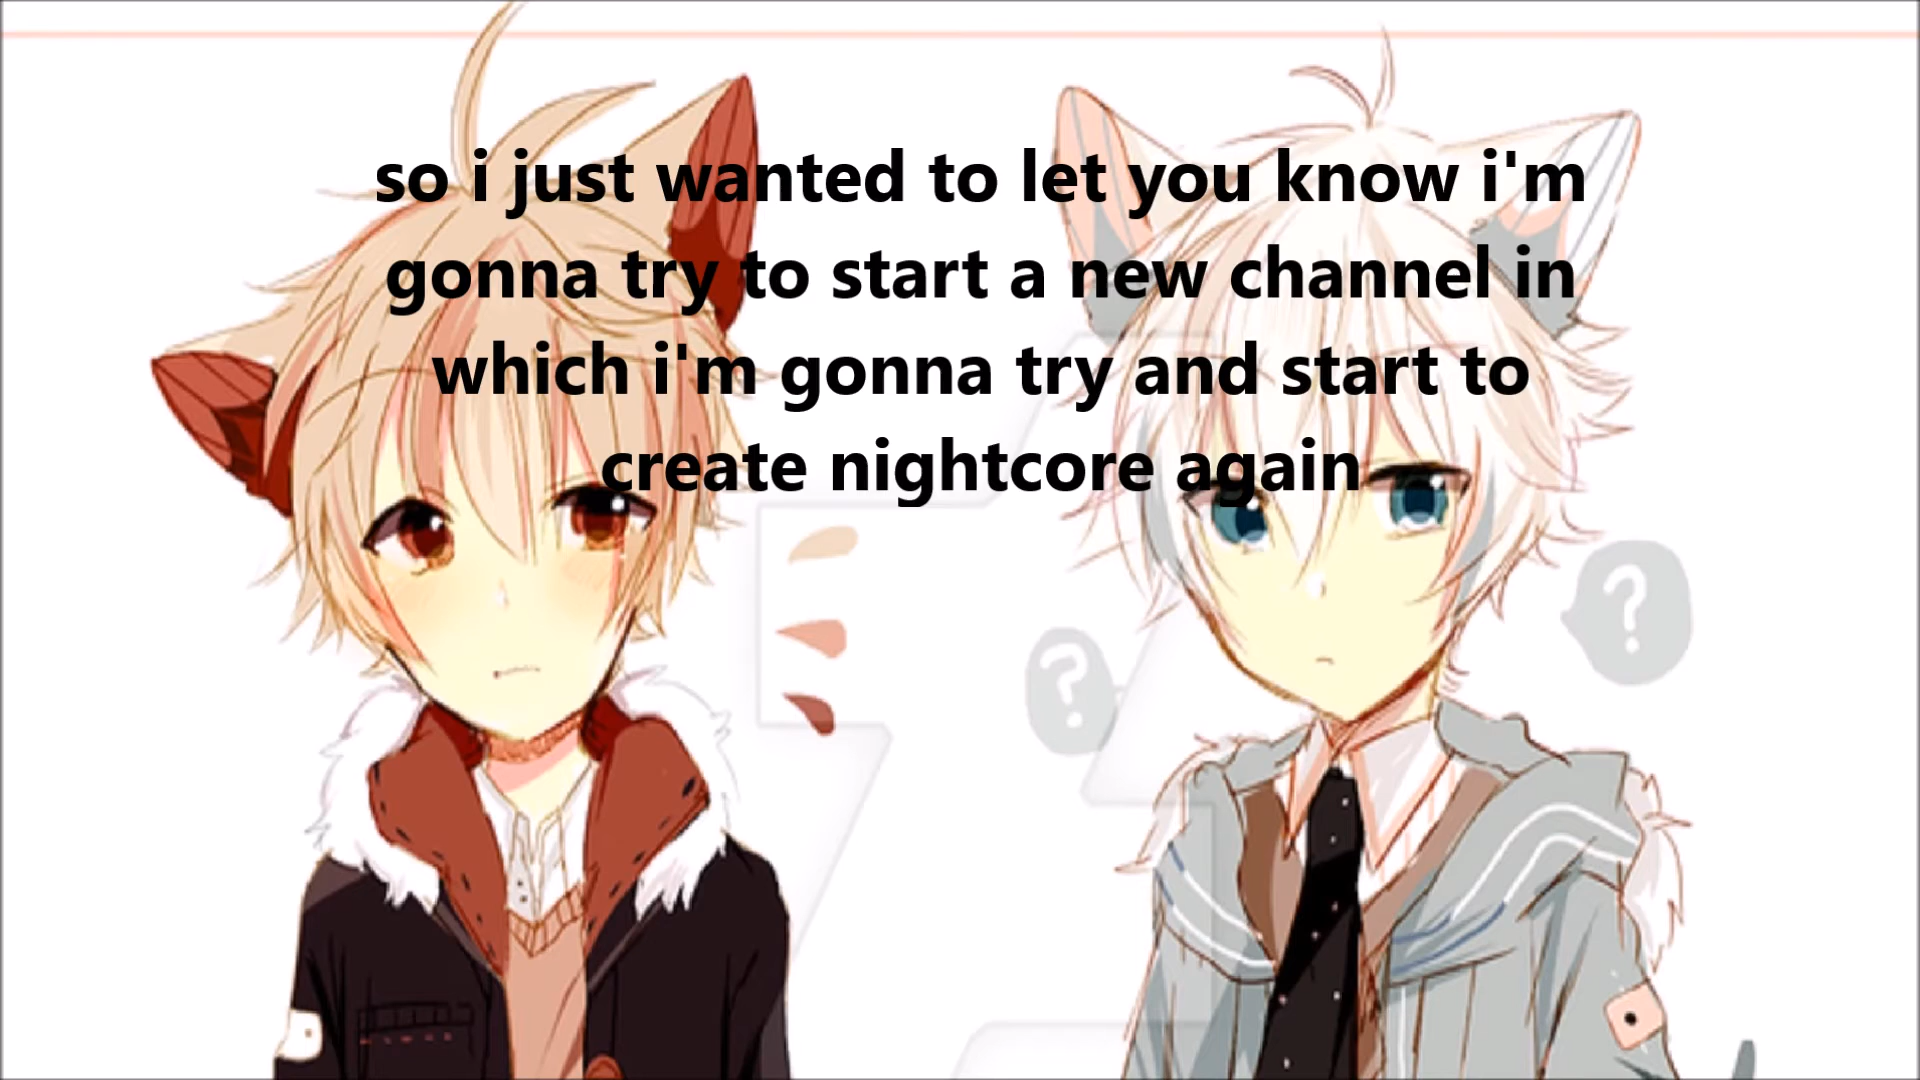 so i just wanted to let you know i'm
gonna try to start a new channel in
which i'm gonna try and start to
create nightcore again
?
?